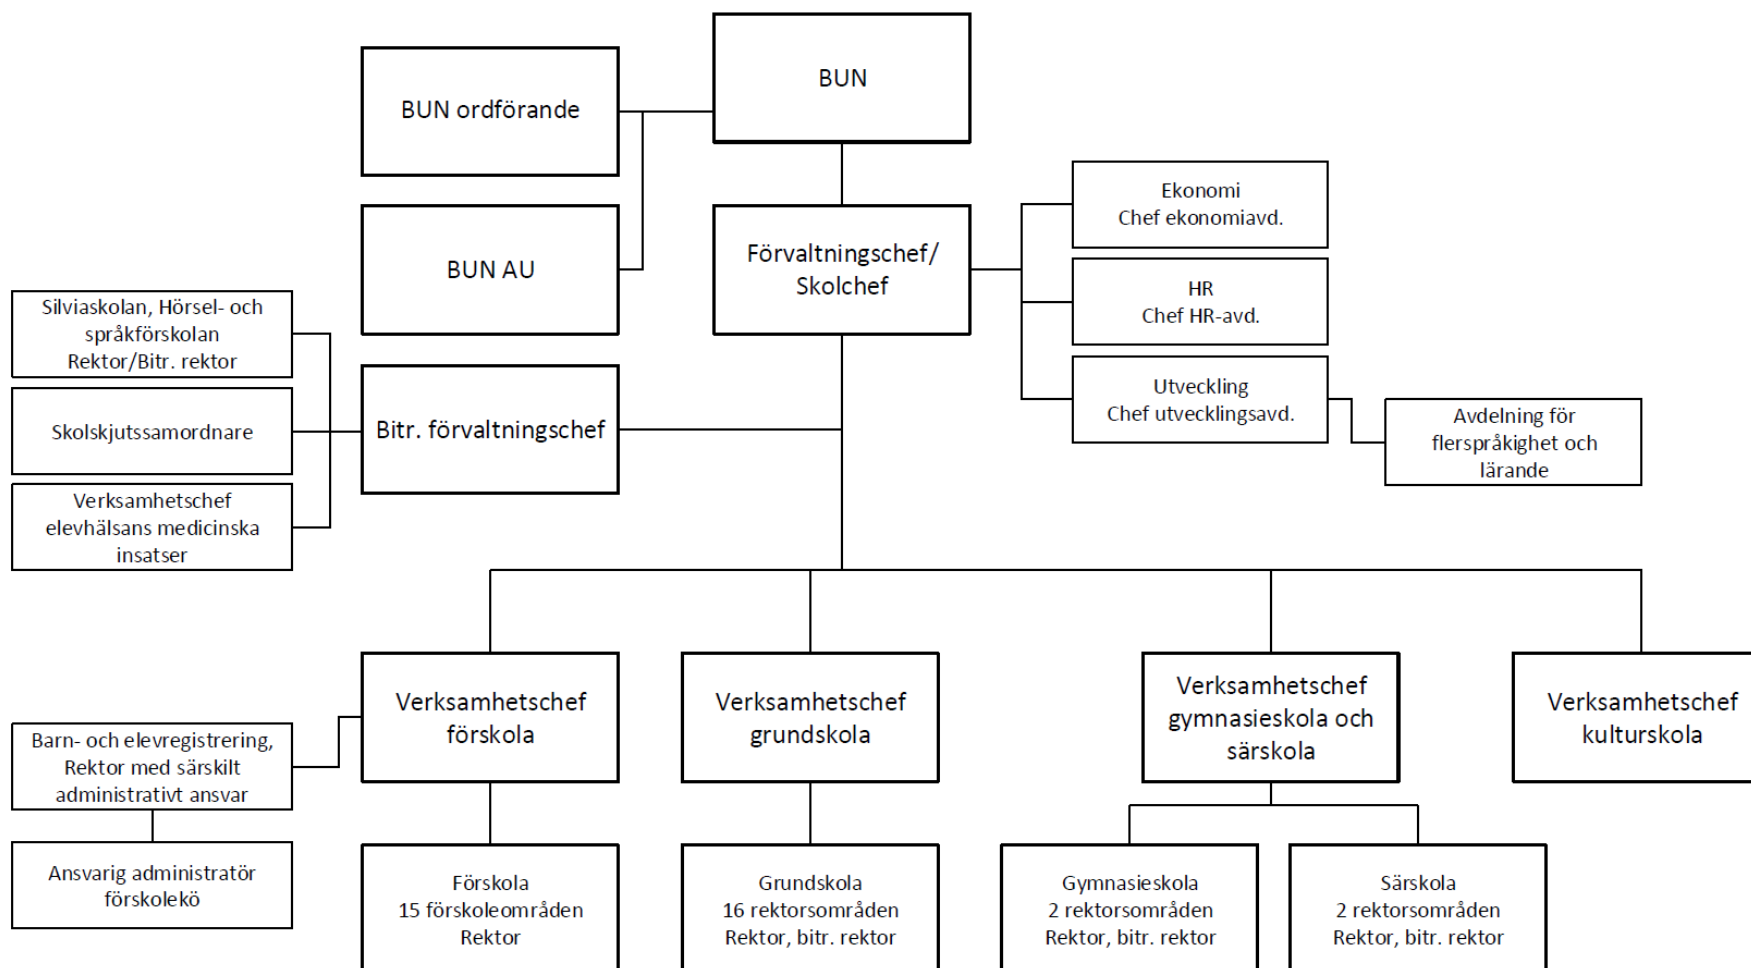 BUN
BUN ordförande
Ekonomi
Chef ekonomiavd.
BUN AU
Förvaltningschef/
Skolchef
HR
Chef HR-avd.
Silviaskolan, Hörsel- och
språkförskolan
Rektor/Bitr. rektor
Utveckling
Chef utvecklingsavd.
Skolskjutssamordnare
Bitr. förvaltningschef
Avdelning för
flerspråkighet och
lärande
Verksamhetschef
elevhälsans medicinska
insatser
Verksamhetschef
förskola
Verksamhetschef
grundskola
Verksamhetschef
gymnasieskola och
särskola
Verksamhetschef
kulturskola
Barn- och elevregistrering,
Rektor med särskilt
administrativt ansvar
Ansvarig administratör
förskolekö
Förskola
15 förskoleområden
Rektor
Grundskola
16 rektorsområden
Rektor, bitr. rektor
Gymnasieskola
2 rektorsområden
Rektor, bitr. rektor
Särskola
2 rektorsområden
Rektor, bitr. rektor